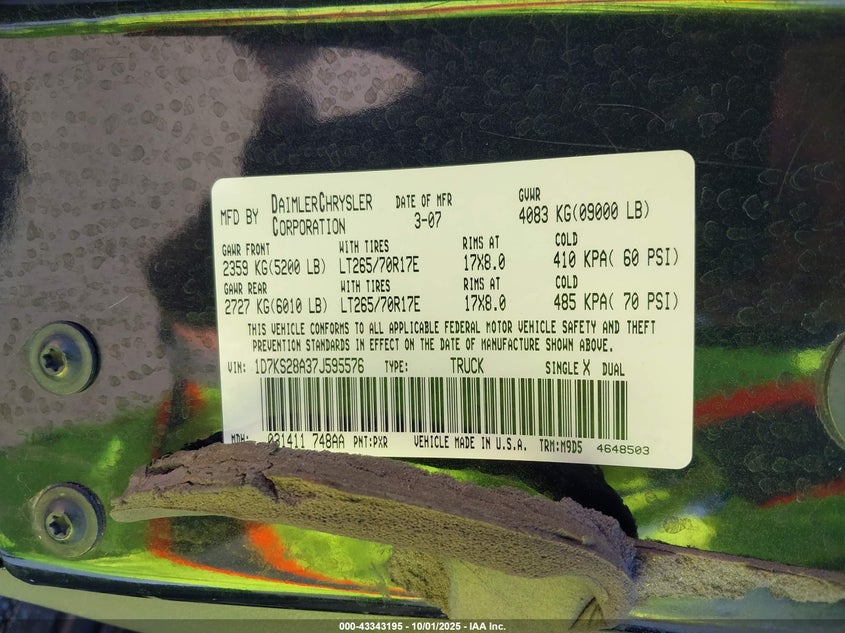 MFD BY DAIMLERCHRYSLER CORPORATION DATE OF MFR 3-07 GVWR 4083 KG(09000 LB)
GAWR FRONT WITH TIRES RIMS AT COLD
2359 KG(5200 LB) LT265/70R17E 17X8.0 410 KPA( 60 PSI)
GAWR REAR WITH TIRES RIMS AT COLD
2727 KG(6010 LB) LT265/70R17E 17X8.0 485 KPA( 70 PSI)
THIS VEHICLE CONFORMS TO ALL APPLICABLE FEDERAL MOTOR VEHICLE SAFETY AND THEFT
PREVENTION STANDARDS IN EFFECT ON THE DATE OF MANUFACTURE SHOWN ABOVE.
VIN: 1D7KS28A37J595576 TYPE: TRUCK SINGLE X DUAL
MDH: 031411 748AA PNT:PXR VEHICLE MADE IN U.S.A. TRM:M9D5 4648503
000-43343195 - 10/01/2025 - IAA Inc.